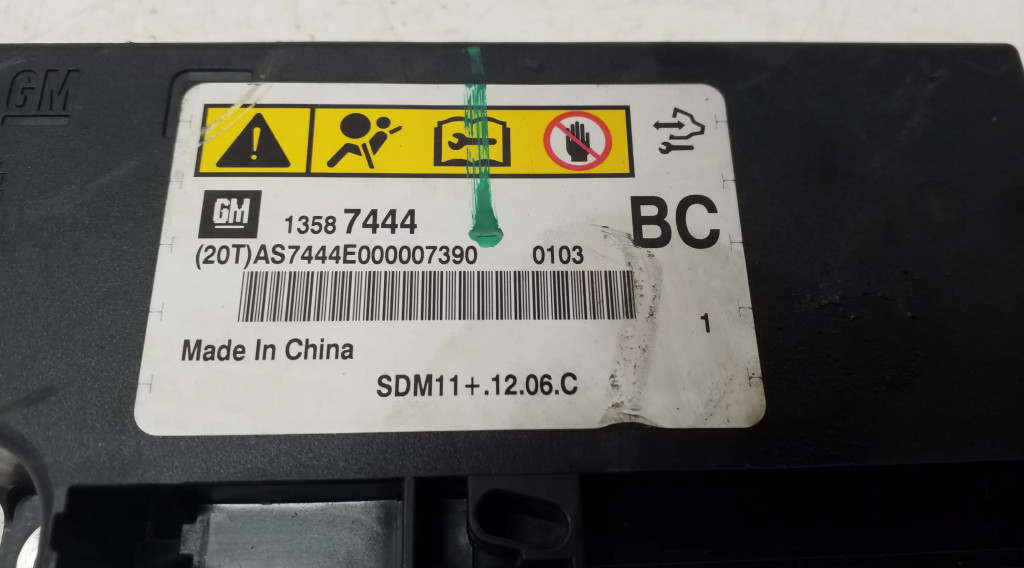 GM
GM 1358 7444
BC
(20T)AS7444E000007390 0103
1
Made In China
SDM11+.12.06.C